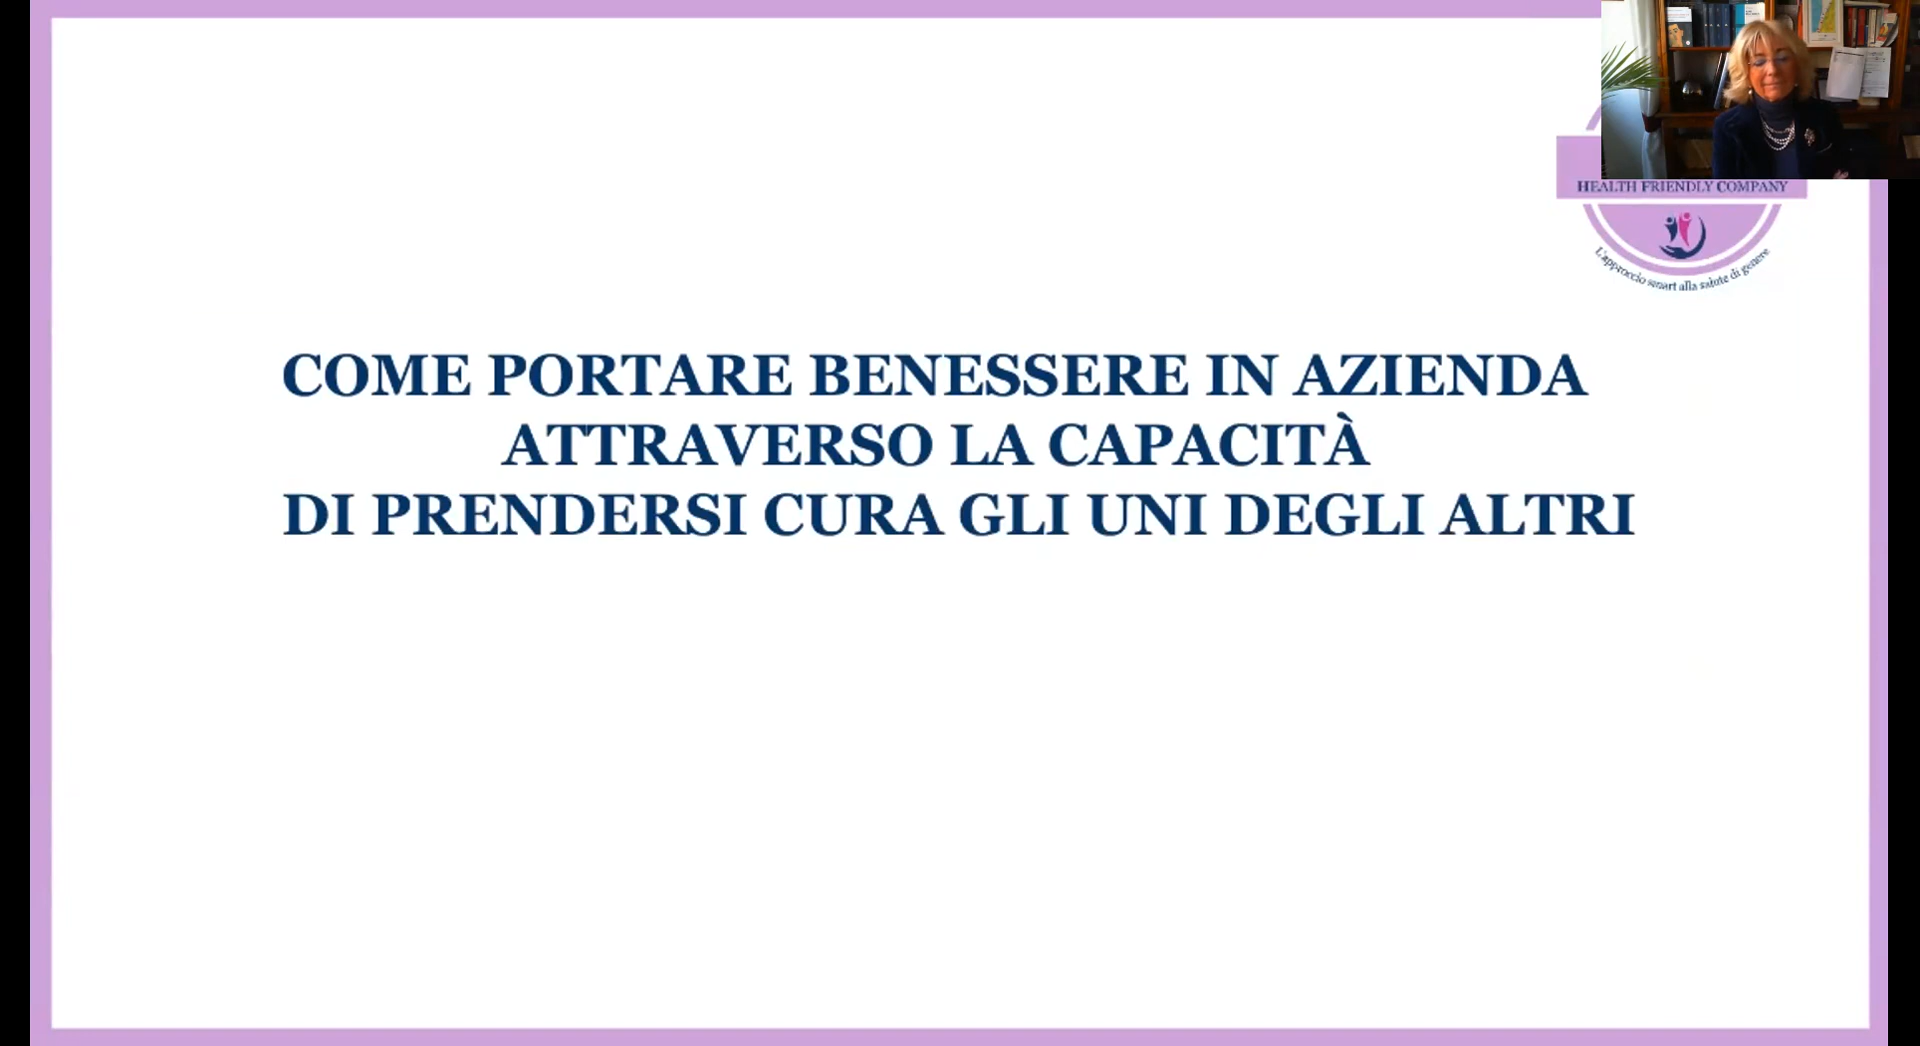 HEALTH FRIENDLY COMPANY
L'approccio smart alla salute di genere
COME PORTARE BENESSERE IN AZIENDA
ATTRAVERSO LA CAPACITÀ
DI PRENDERSI CURA GLI UNI DEGLI ALTRI